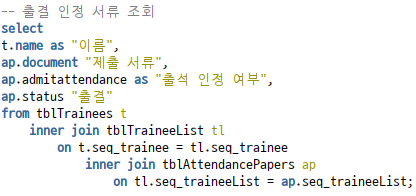 -- 출결 인정 서류 조회
select
t.name as "이름",
ap.document "제출 서류",
ap.admitattendance as "출석 인정 여부",
ap.status "출결"
from tblTrainees t
inner join tblTraineeList tl
on t.seq_trainee = tl.seq_trainee
inner join tblAttendancePapers ap
on tl.seq_traineeList = ap.seq_traineeList;